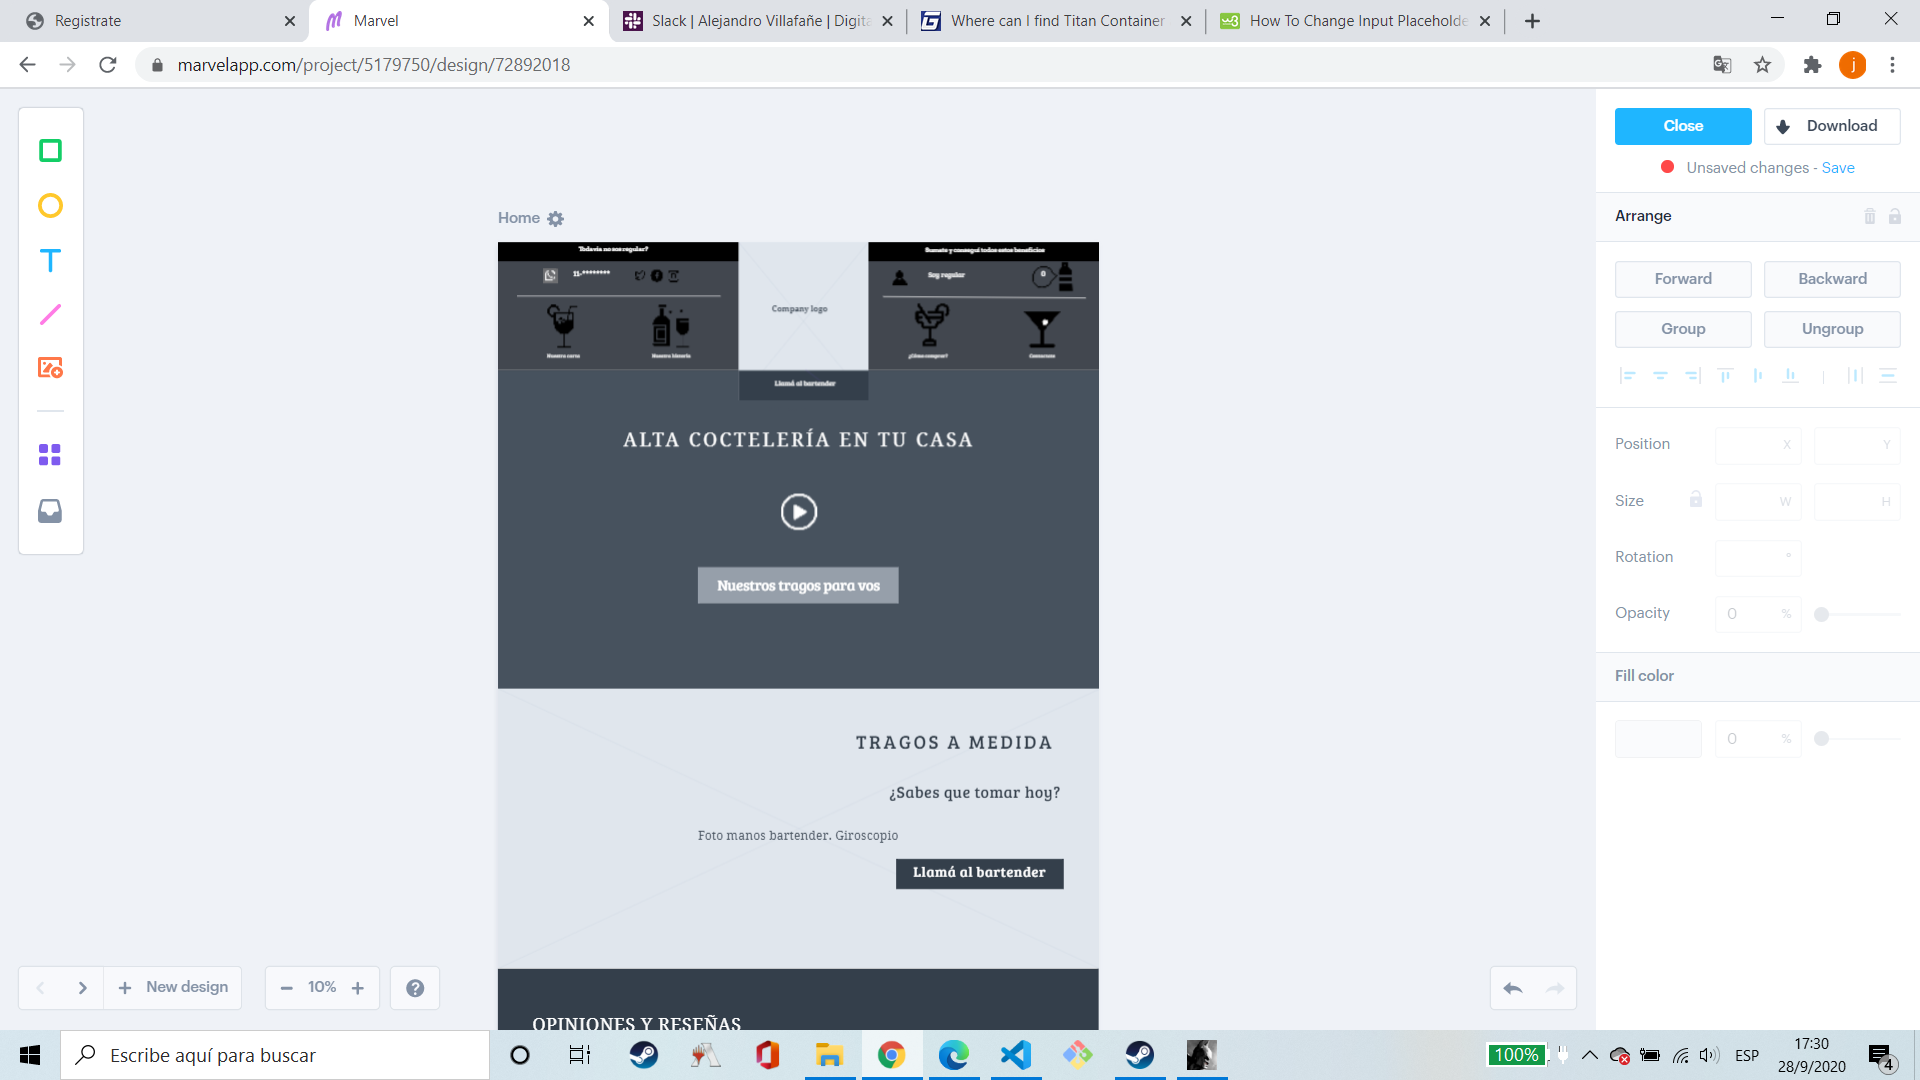 Registrate
Marvel
Slack | Alejandro Villafañe | Digita
Where can I find Titan Container
How To Change Input Placeholde
marvelapp.com/project/5179750/design/72892018
j
Close
Download
Unsaved changes - Save
Arrange
Forward
Backward
Group
Ungroup
Position
X
Y
Size
W
H
Rotation
°
Opacity
0
%
Fill color
0
%
Home
Todavía no sos regular?
Sumate y conseguí todos estos beneficios
11-********
Soy regular
0
Company logo
Nuestra carta
Nuestra historia
¿Cómo comprar?
Contactanos
Llamá al bartender
ALTA COCTELERÍA EN TU CASA
Nuestros tragos para vos
TRAGOS A MEDIDA
¿Sabes que tomar hoy?
Foto manos bartender. Giroscopio
Llamá al bartender
OPINIONES Y RESEÑAS
New design
10%
Escribe aquí para buscar
100%
ESP
17:30
28/9/2020
4